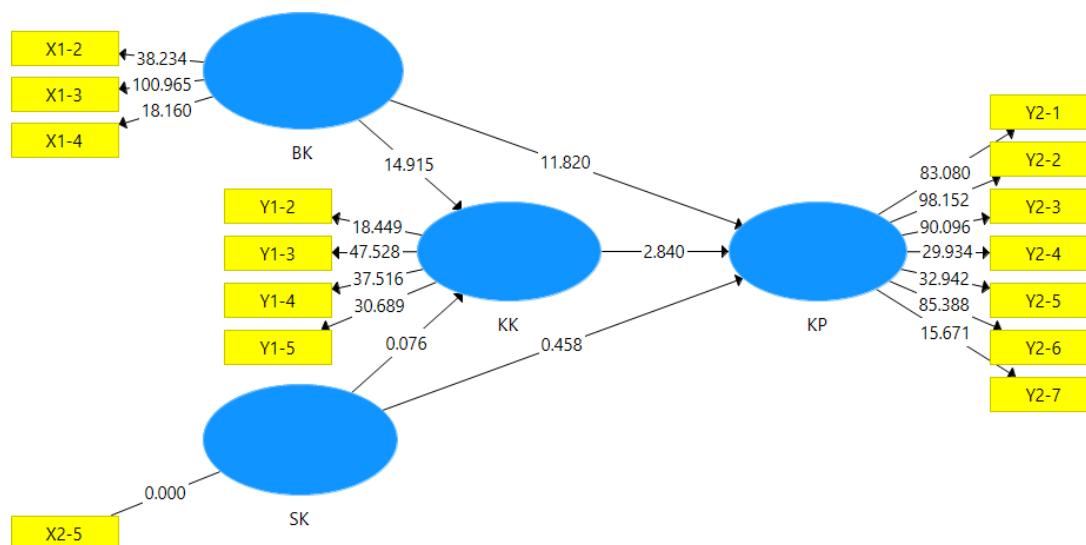 X1-2
38.234
X1-3
100.965
X1-4
18.160
BK
14.915
11.820
Y1-2
18.449
Y1-3
47.528
Y1-4
37.516
Y1-5
30.689
KK
2.840
0.076
0.458
SK
X2-5
0.000
KP
Y2-1
83.080
Y2-2
98.152
Y2-3
90.096
Y2-4
29.934
Y2-5
32.942
Y2-6
85.388
Y2-7
15.671